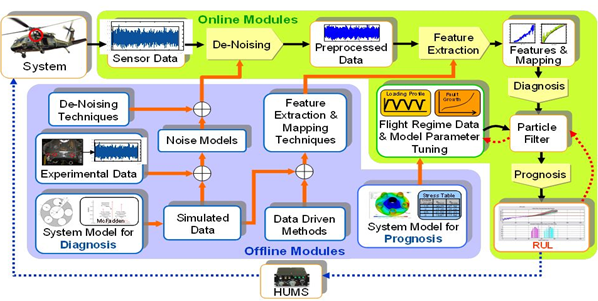 Online Modules
System
Sensor Data
De-Noising
Preprocessed
Data
Feature
Extraction
Features &
Mapping
Diagnosis
De-Noising
Techniques
Feature
Extraction &
Mapping
Techniques
Loading Profile
Fault
Growth
Flight Regime Data
& Model Parameter
Tuning
Particle
Filter
Noise Models
Experimental Data
Prognosis
McFadden
System Model for
Diagnosis
Simulated
Data
Data Driven
Methods
Stress Table
System Model for
Prognosis
RUL
Offline Modules
HUMS